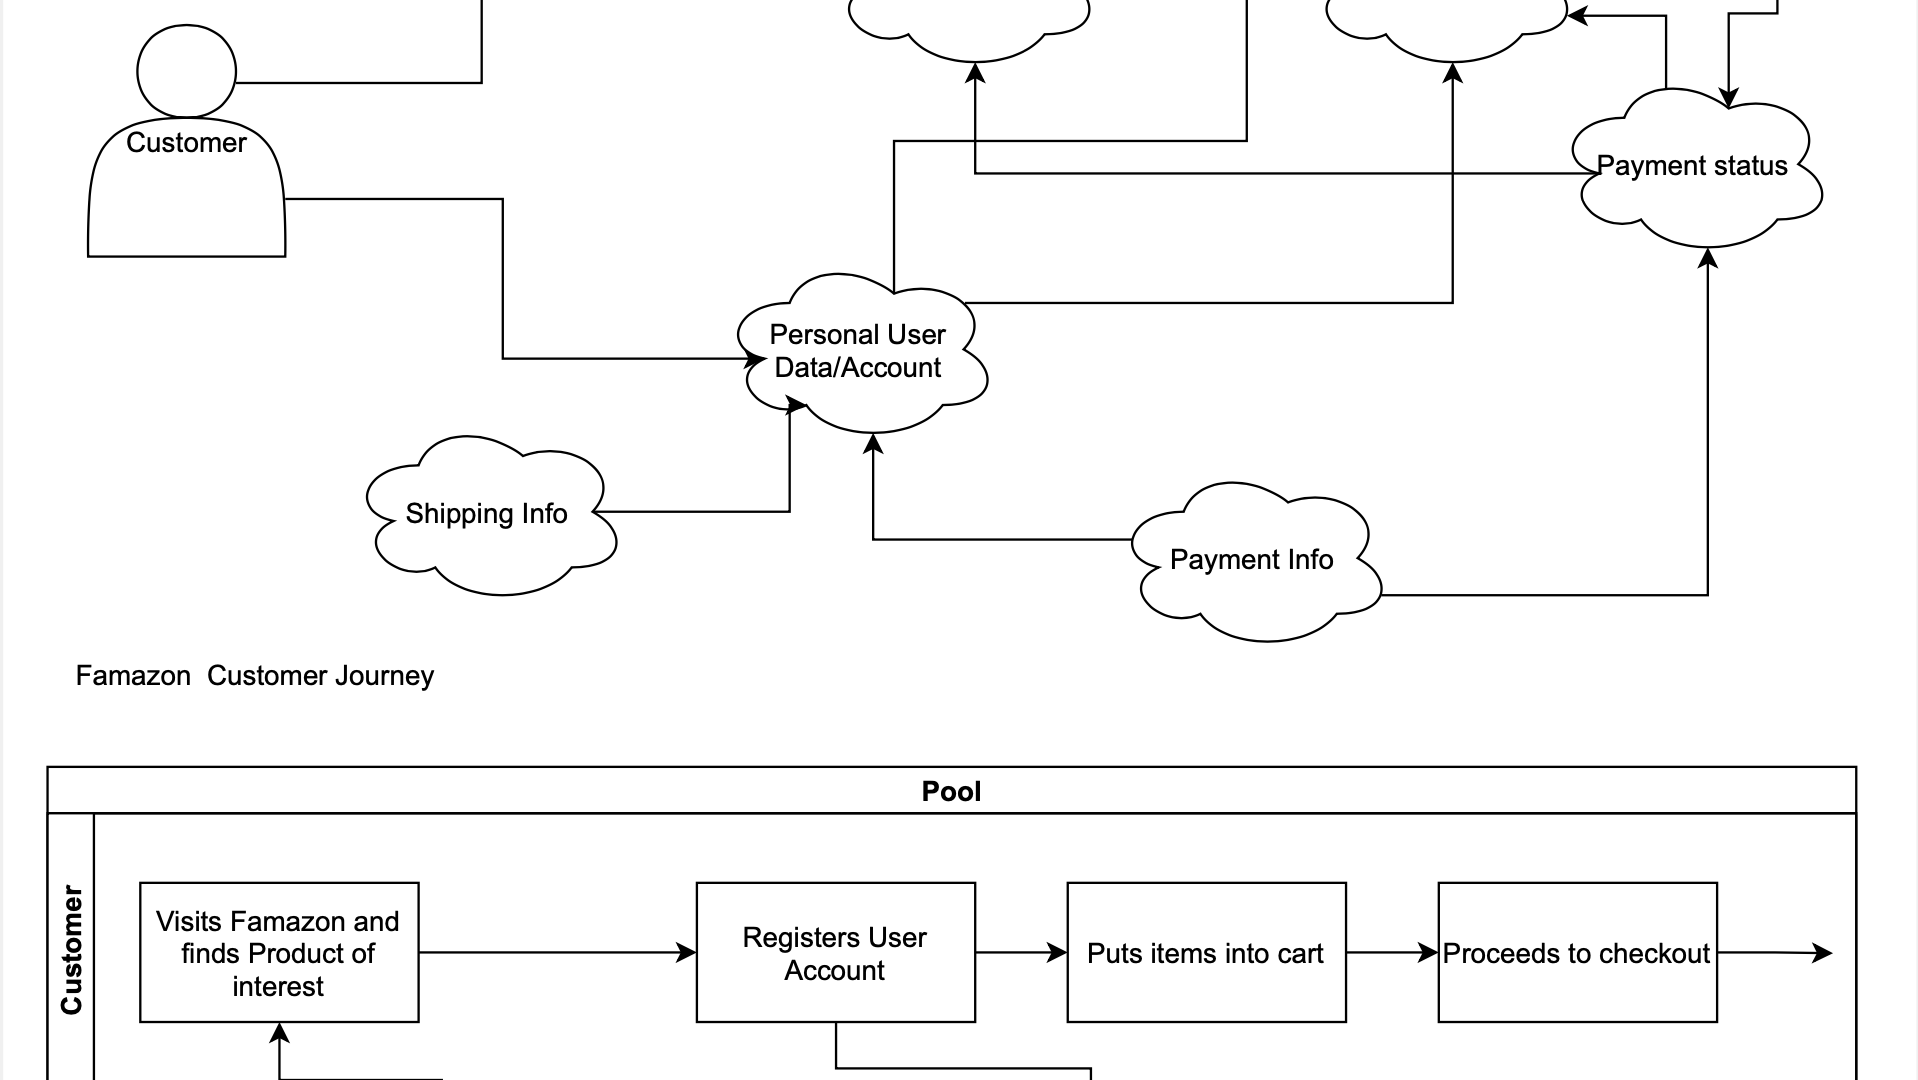 Customer
Payment status
Personal User
Data/Account
Shipping Info
Payment Info
Famazon  Customer Journey
Pool
Customer
Visits Famazon and
finds Product of
interest
Registers User
Account
Puts items into cart
Proceeds to checkout